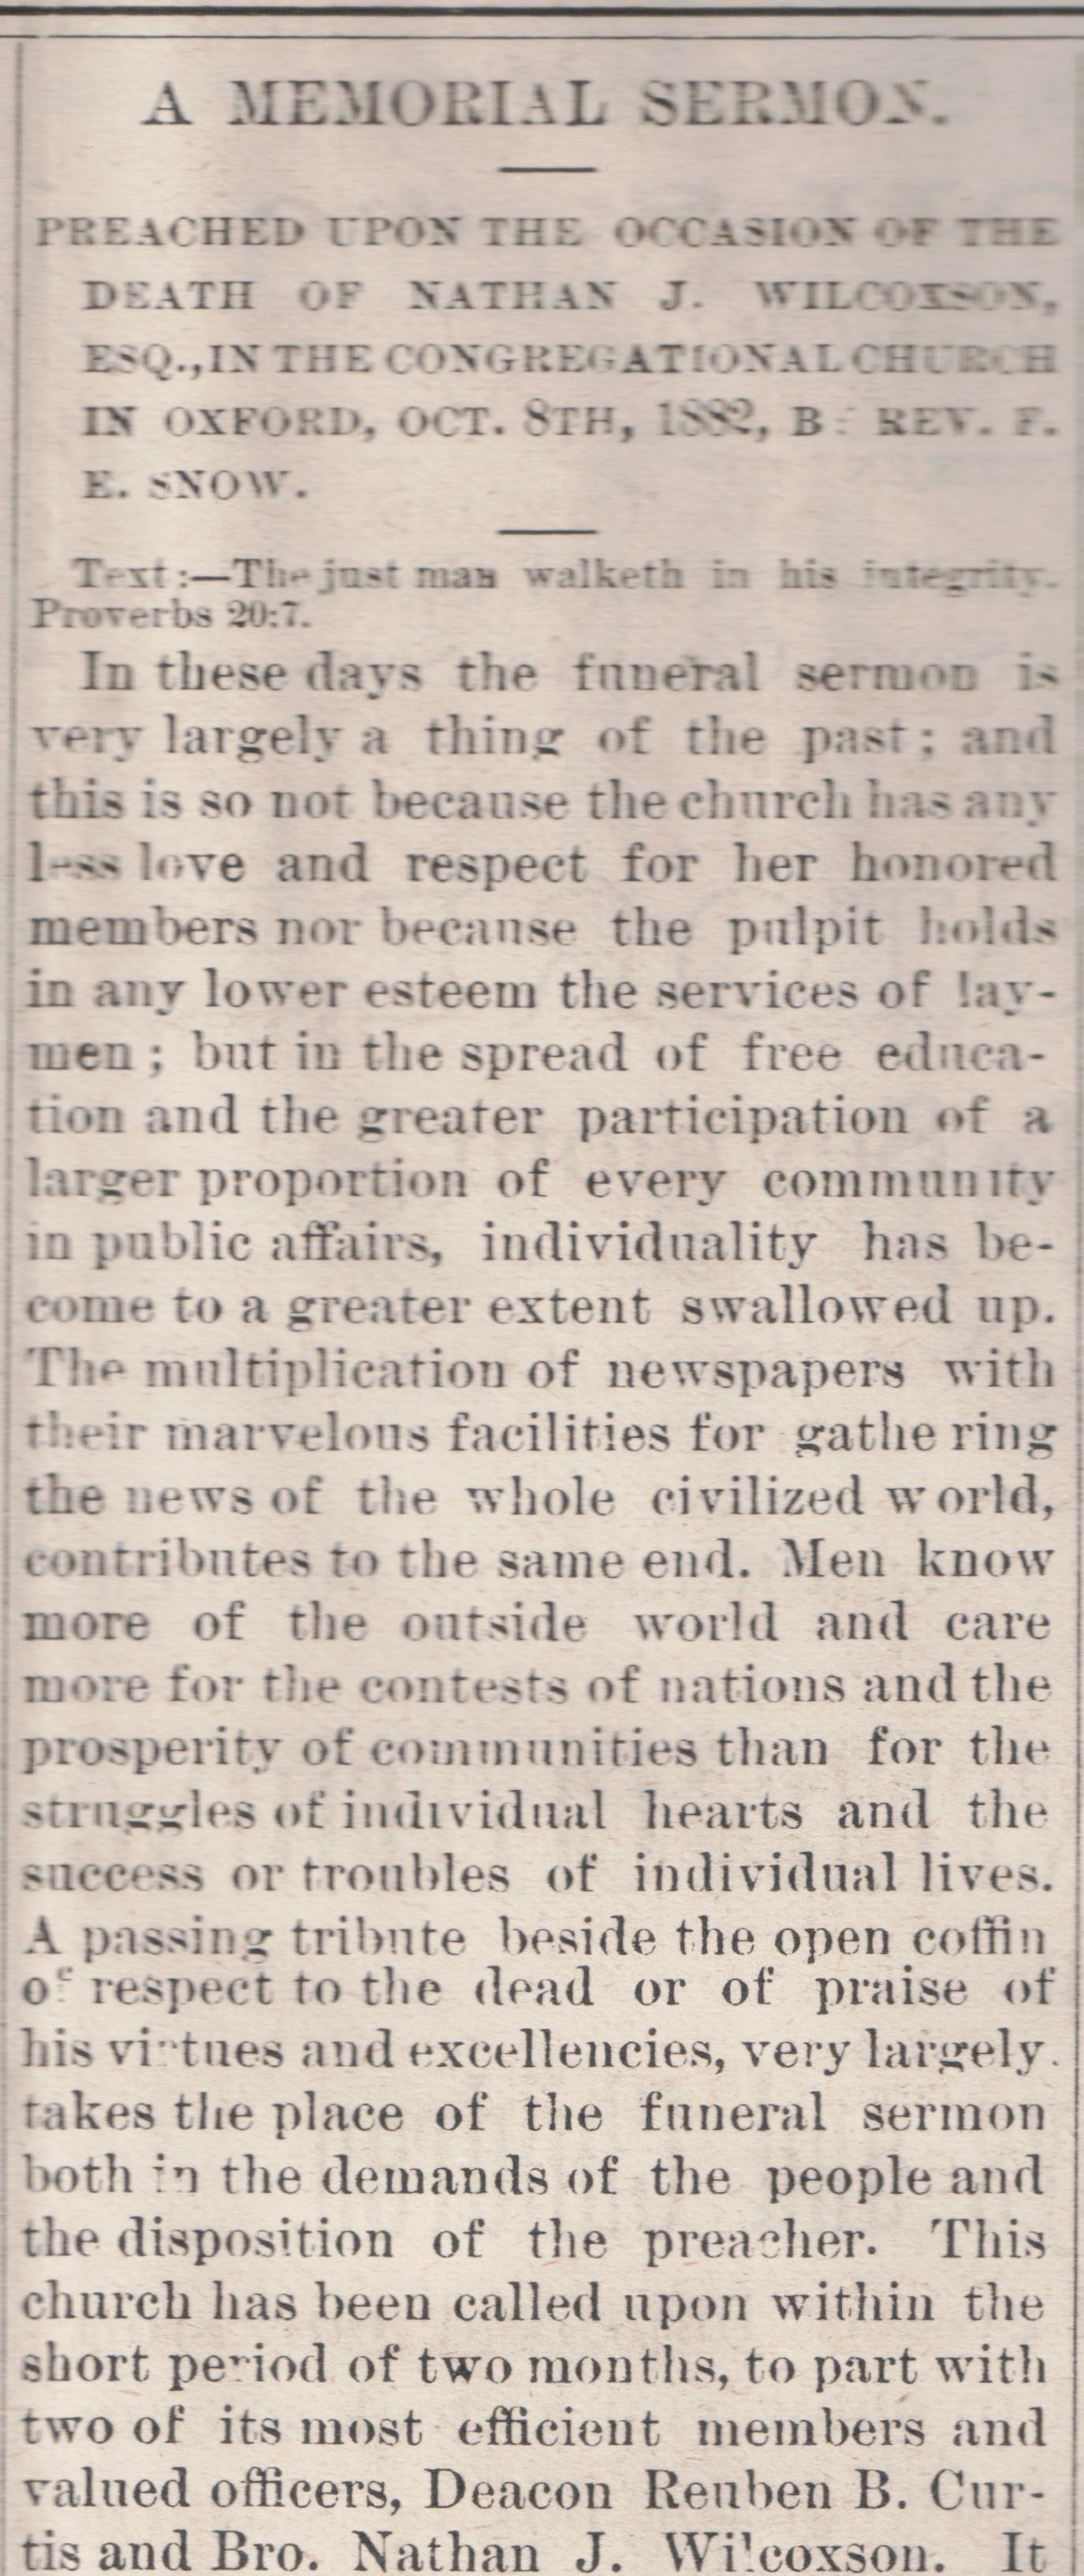 A MEMORIAL SERMON.
PREACHED UPON THE OCCASION OF THE
DEATH OF NATHAN J. WILCOXSON,
ESQ., IN THE CONGREGATIONAL CHURCH
IN OXFORD, OCT. 8TH, 1882, B REV. F.
E. SNOW.
Text:—The just man walketh in his integrity.
Proverbs 20:7.
In these days the funeral sermon is
very largely a thing of the past; and
this is so not because the church has any
less love and respect for her honored
members nor because the pulpit holds
in any lower esteem the services of lay-
men; but in the spread of free educa-
tion and the greater participation of a
larger proportion of every community
in public affairs, individuality has be-
come to a greater extent swallowed up.
The multiplication of newspapers with
their marvelous facilities for gathe ring
the news of the whole civilized w orld,
contributes to the same end. Men know
more of the outside world and care
more for the contests of nations and the
prosperity of communities than for the
struggles of individual hearts and the
success or troubles of individual lives.
A passing tribute beside the open coffin
of respect to the dead or of praise of
his virtues and excellencies, very largely.
takes the place of the funeral sermon
both in the demands of the people and
the disposition of the preacher. This
church has been called upon within the
short period of two months, to part with
two of its most efficient members and
valued officers, Deacon Reuben B. Cur-
tis and Bro. Nathan J. Wilcoxson. It